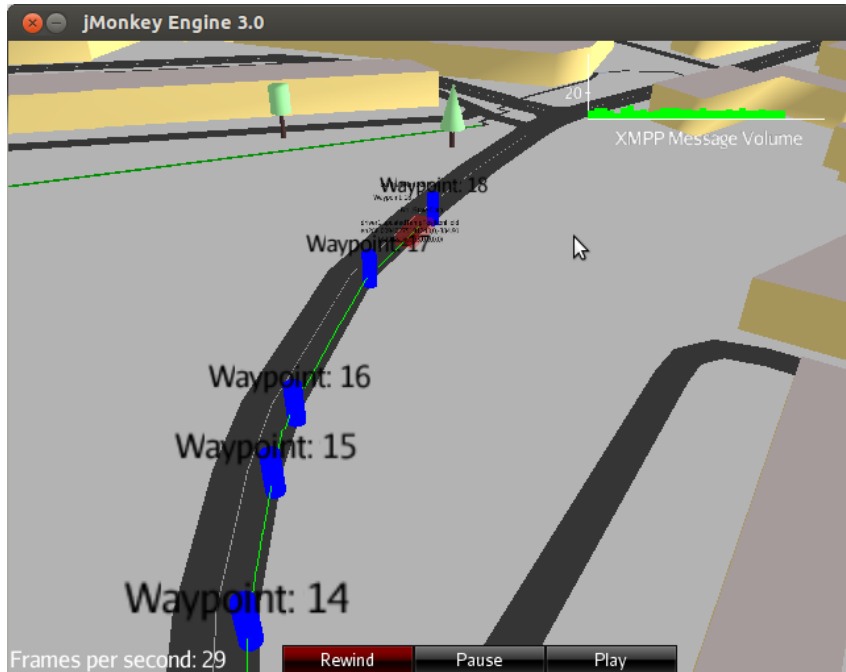 jMonkey Engine 3.0
20
XMPP Message Volume
Waypoint: 18
Waypoint: 17
Waypoint: 16
Waypoint: 15
Waypoint: 14
Frames per second: 29
Rewind
Pause
Play